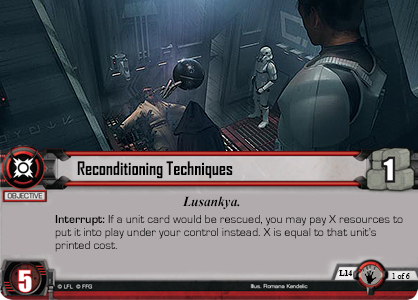 Reconditioning Techniques
1
OBJECTIVE
Lusankya.
Interrupt: If a unit card would be rescued, you may pay X resources to
put it into play under your control instead. X is equal to that unit's
printed cost.
5
© LFL © FFG
Illus. Romana Kendelic
L14
1 of 6